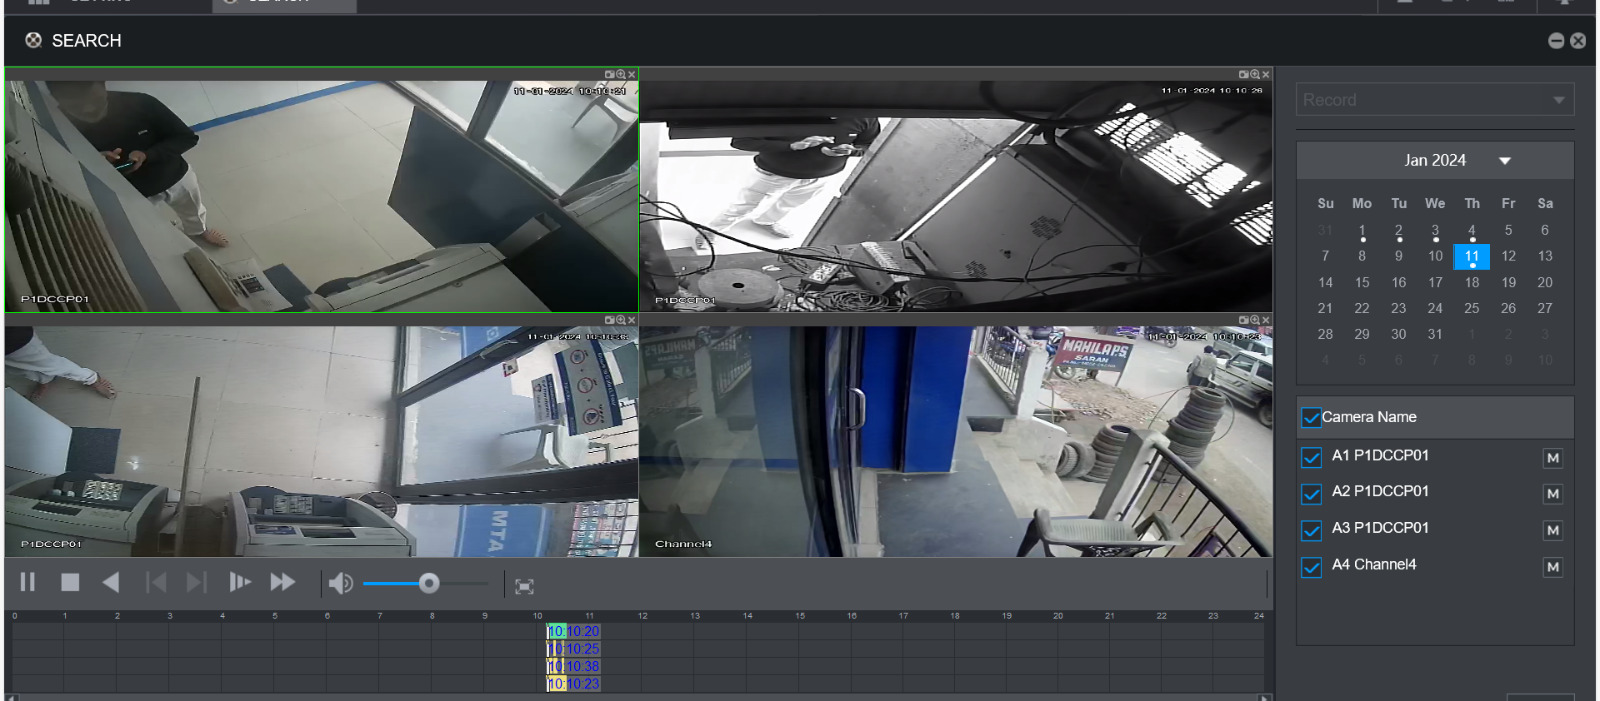 SEARCH
11-01-2024 10:10:21
P1DCCP01
11-01-2024 10:10:26
P1DCCP01
11-01-2024 10:10:38
MTA
P1DCCP01
MAHILA P.S.
SARAN
11-01-2024 10:10:23
Channel4
Record
Jan 2024
Su Mo Tu We Th Fr Sa
31 1 2 3 4 5 6
7 8 9 10 11 12 13
14 15 16 17 18 19 20
21 22 23 24 25 26 27
28 29 30 31 1 2 3
4 5 6 7 8 9 10
Camera Name
A1 P1DCCP01 M
A2 P1DCCP01 M
A3 P1DCCP01 M
A4 Channel4 M
0 1 2 3 4 5 6 7 8 9 10 11 12 13 14 15 16 17 18 19 20 21 22 23 24
10:10:20
10:10:25
10:10:38
10:10:23